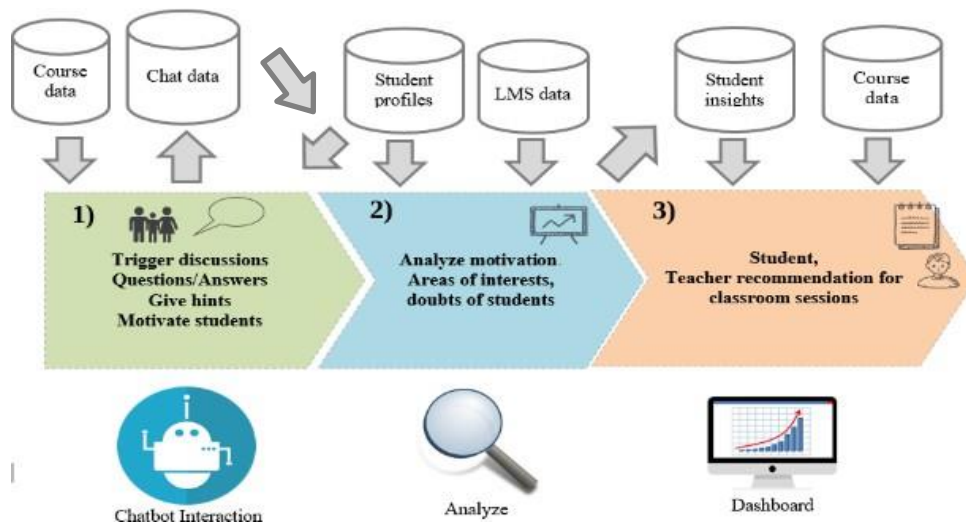 Course
data
Chat data
Student
profiles
LMS data
Student
insights
Course
data
1)
Trigger discussions
Questions/Answers
Give hints
Motivate students
2)
Analyze motivation.
Areas of interests,
doubts of students
3)
Student,
Teacher recommendation for
classroom sessions
Chatbot Interaction
Analyze
Dashboard